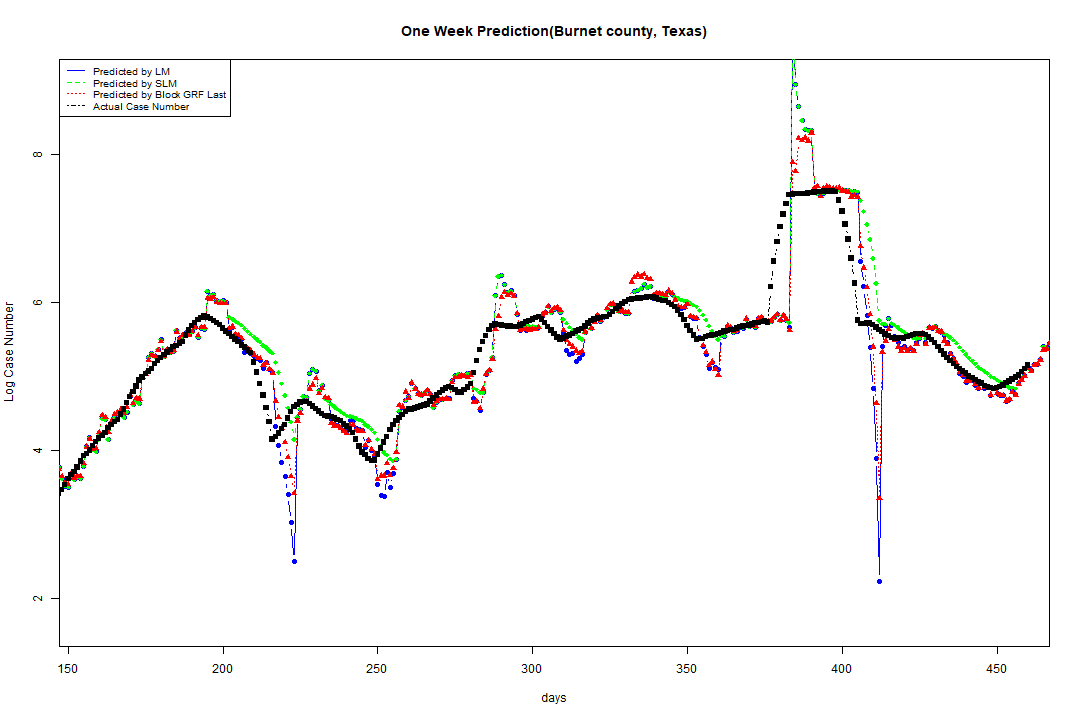 One Week Prediction(Burnet county, Texas)
Predicted by LM
Predicted by SLM
Predicted by Block GRF Last
Actual Case Number
Log Case Number
8
6
4
2
150 200 250 300 350 400 450
days